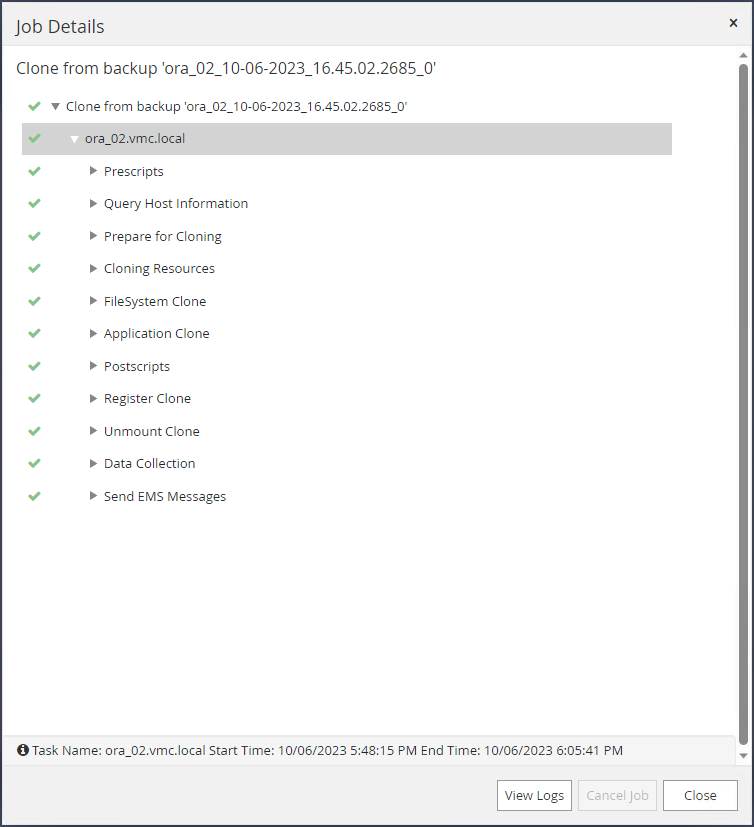 Job Details
×
Clone from backup 'ora_02_10-06-2023_16.45.02.2685_0'
Clone from backup 'ora_02_10-06-2023_16.45.02.2685_0'
ora_02.vmc.local
Prescripts
Query Host Information
Prepare for Cloning
Cloning Resources
FileSystem Clone
Application Clone
Postscripts
Register Clone
Unmount Clone
Data Collection
Send EMS Messages
Task Name: ora_02.vmc.local Start Time: 10/06/2023 5:48:15 PM End Time: 10/06/2023 6:05:41 PM
View Logs Cancel Job Close